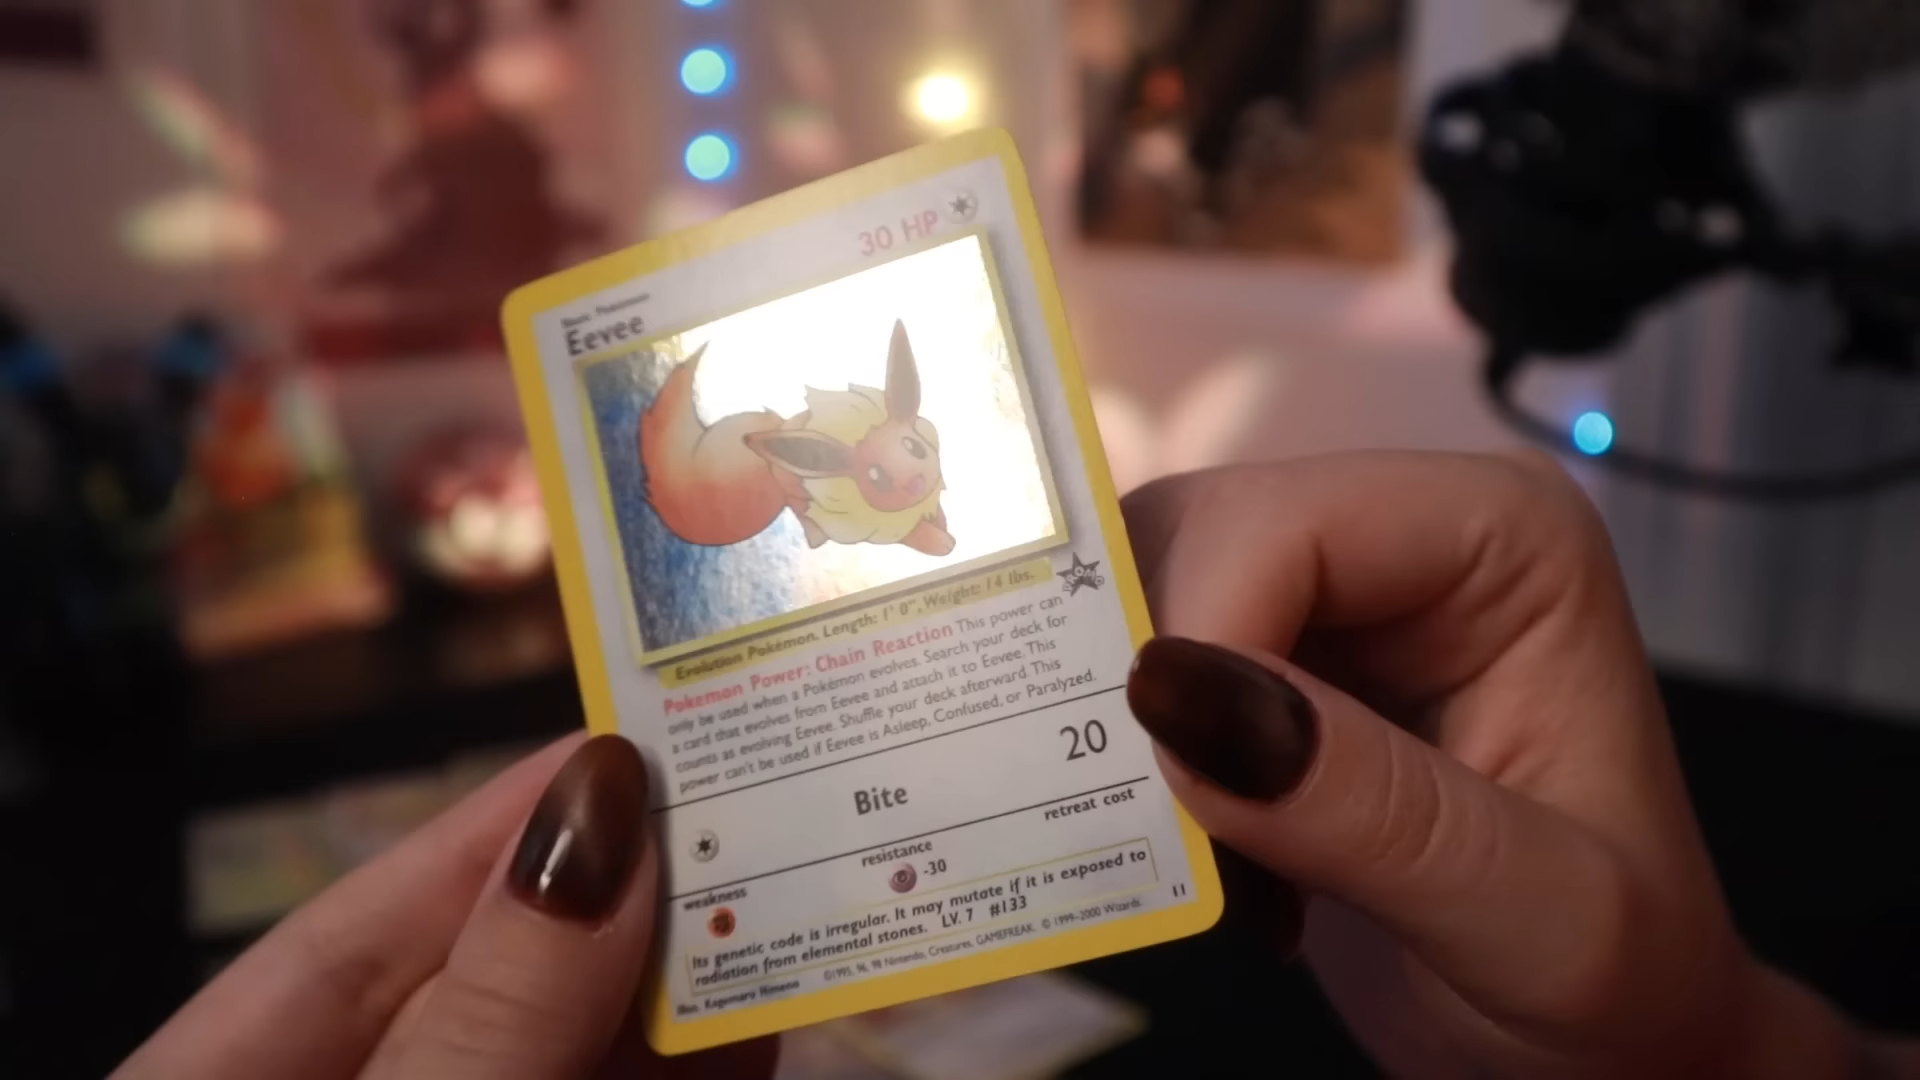 30 HP
Basic Pokémon
Eevee
Evolution Pokémon. Length: 1' 0", Weight: 14 lbs.
PROMO
Pokemon Power: Chain Reaction This power can
only be used when a Pokémon evolves. Search your deck for
a card that evolves from Eevee and attach it to Eevee. This
counts as evolving Eevee. Shuffle your deck afterward. This
power can't be used if Eevee is Asleep, Confused, or Paralyzed.
Bite 20
weakness resistance retreat cost
-30
Its genetic code is irregular. It may mutate if it is exposed to
radiation from elemental stones. LV. 7 #133
Illus. Kagemaru Himeno ©1995, 96, 98 Nintendo, Creatures, GAMEFREAK. © 1999-2000 Wizards. 11